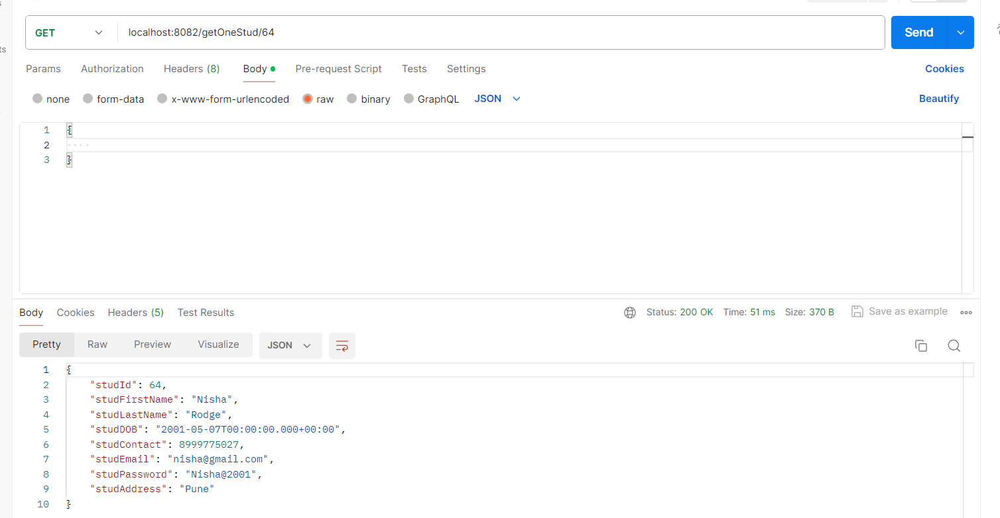 GET localhost:8082/getOneStud/64 Send
ts
Params Authorization Headers (8) Body Pre-request Script Tests Settings Cookies
none form-data x-www-form-urlencoded raw binary GraphQL JSON Beautify
1 {
2
3 }
Body Cookies Headers (5) Test Results Status: 200 OK Time: 51 ms Size: 370 B Save as example
Pretty Raw Preview Visualize JSON
1 {
2 "studId": 64,
3 "studFirstName": "Nisha",
4 "studLastName": "Rodge",
5 "studDOB": "2001-05-07T00:00:00.000+00:00",
6 "studContact": 8999775027,
7 "studEmail": "nisha@gmail.com",
8 "studPassword": "Nisha@2001",
9 "studAddress": "Pune"
10 }